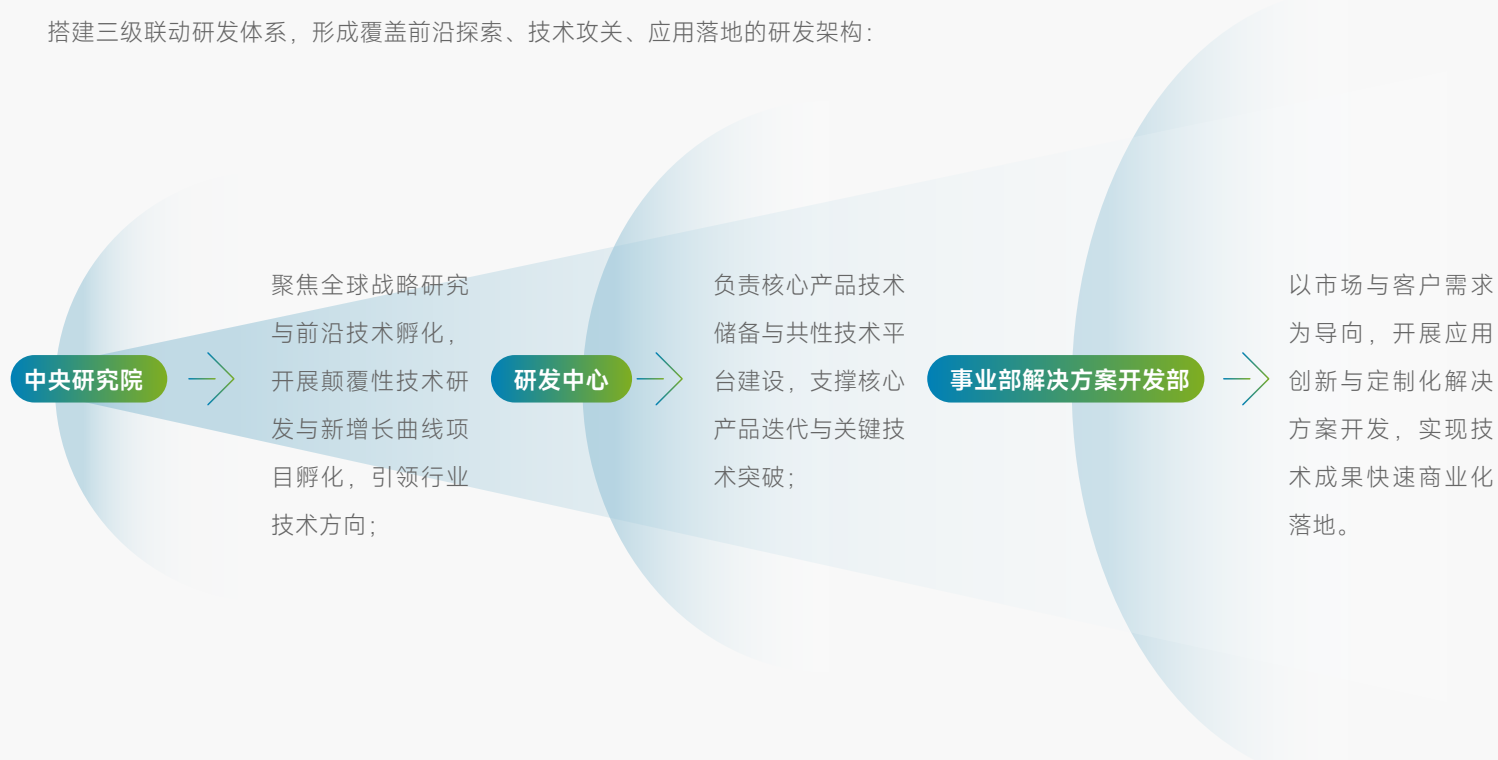 搭建三级联动研发体系，形成覆盖前沿探索、技术攻关、应用落地的研发架构：
中央研究院
聚焦全球战略研究
与前沿技术孵化，
开展颠覆性技术研
发与新增长曲线项
目孵化，引领行业
技术方向；
研发中心
负责核心产品技术
储备与共性技术平
台建设，支撑核心
产品迭代与关键技
术突破；
事业部解决方案开发部
以市场与客户需求
为导向，开展应用
创新与定制化解决
方案开发，实现技
术成果快速商业化
落地。